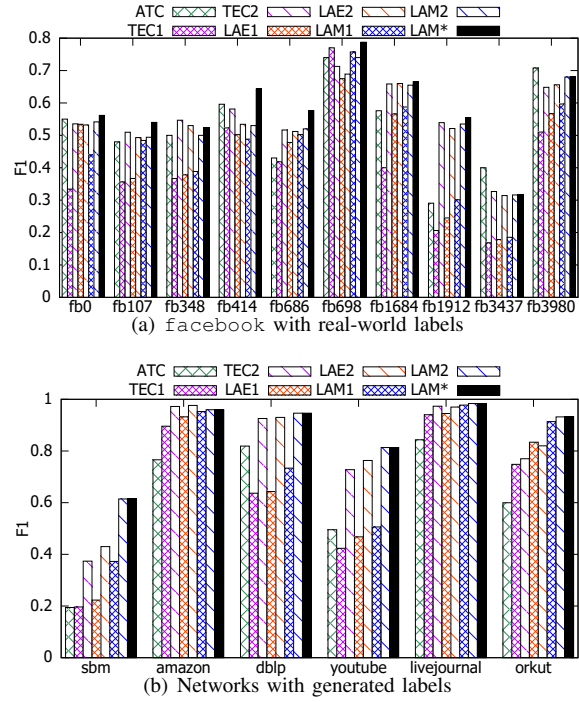 ATC TEC2 LAE2 LAM2
TEC1 LAE1 LAM1 LAM*
0.8
0.7
0.6
0.5
0.4
0.3
0.2
0.1
0
F1
fb0 fb107 fb348 fb414 fb686 fb698 fb1684 fb1912 fb3437 fb3980
(a) facebook with real-world labels
ATC TEC2 LAE2 LAM2
TEC1 LAE1 LAM1 LAM*
1
0.8
0.6
0.4
0.2
0
F1
sbm amazon dblp youtube livejournal orkut
(b) Networks with generated labels